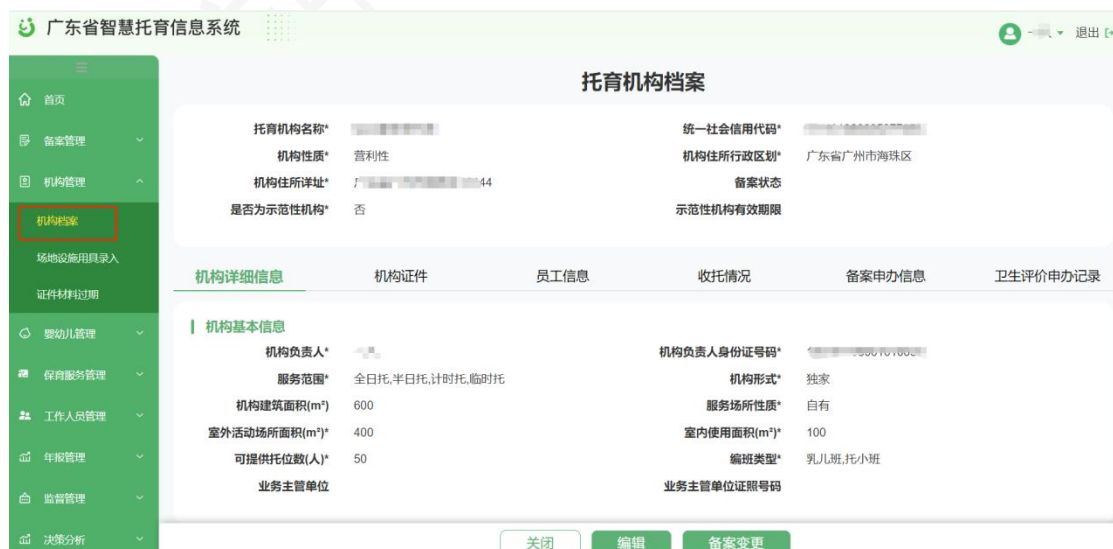 广东省智慧托育信息系统
退出
首页
备案管理
机构管理
机构档案
场地设施用具录入
证件材料过期
婴幼儿管理
保育服务管理
工作人员管理
年报管理
监督管理
决策分析
托育机构档案
托育机构名称*
统一社会信用代码*
机构性质* 营利性
机构住所行政区划* 广东省广州市海珠区
机构住所详址* 44
备案状态
是否为示范性机构* 否
示范性机构有效期限
机构详细信息 机构证件 员工信息 收托情况 备案申办信息 卫生评价申办记录
机构基本信息
机构负责人*
机构负责人身份证号码*
服务范围* 全日托,半日托,计时托,临时托
机构形式* 独家
机构建筑面积(m²) 600
服务场所性质* 自有
室外活动场所面积(m²)* 400
室内使用面积(m²)* 100
可提供托位数(人)* 50
编班类型* 乳儿班,托小班
业务主管单位
业务主管单位证照号码
关闭 编辑 备案变更